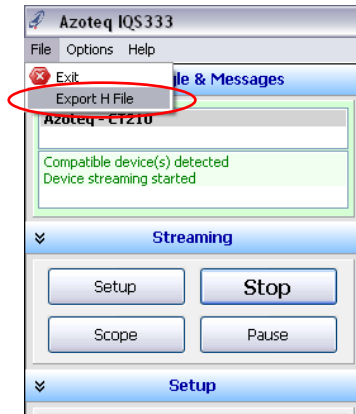 Azoteq IQS333
File Options Help
Exit
le & Messages
Export H File
Azoteq - CT210
Compatible device(s) detected
Device streaming started
Streaming
Setup Stop
Scope Pause
Setup